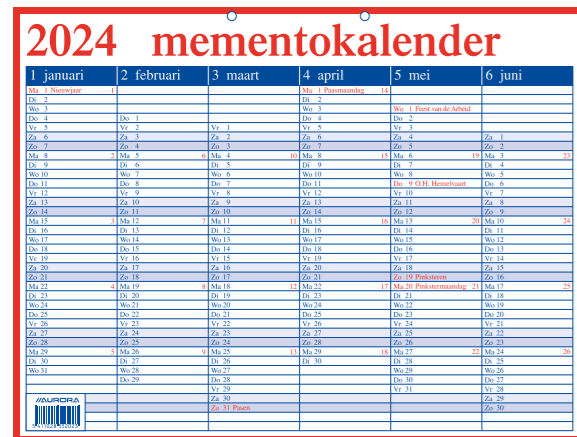 2024 mementokalender
1 januari
Ma 1 Nieuwjaar 1
Di 2
Wo 3
Do 4
Vr 5
Za 6
Zo 7
Ma 8 2
Di 9
Wo 10
Do 11
Vr 12
Za 13
Zo 14
Ma 15 3
Di 16
Wo 17
Do 18
Vr 19
Za 20
Zo 21
Ma 22 4
Di 23
Wo 24
Do 25
Vr 26
Za 27
Zo 28
Ma 29 5
Di 30
Wo 31
AURORA
2 februari
Do 1
Vr 2
Za 3
Zo 4
Ma 5 6
Di 6
Wo 7
Do 8
Vr 9
Za 10
Zo 11
Ma 12 7
Di 13
Wo 14
Do 15
Vr 16
Za 17
Zo 18
Ma 19 8
Di 20
Wo 21
Do 22
Vr 23
Za 24
Zo 25
Ma 26 9
Di 27
Wo 28
Do 29
3 maart
Vr 1
Za 2
Zo 3
Ma 4 10
Di 5
Wo 6
Do 7
Vr 8
Za 9
Zo 10
Ma 11 11
Di 12
Wo 13
Do 14
Vr 15
Za 16
Zo 17
Ma 18 12
Di 19
Wo 20
Do 21
Vr 22
Za 23
Zo 24
Ma 25 13
Di 26
Wo 27
Do 28
Vr 29
Za 30
Zo 31 Pasen
4 april
Ma 1 Paasmaandag 14
Di 2
Wo 3
Do 4
Vr 5
Za 6
Zo 7
Ma 8 15
Di 9
Wo 10
Do 11
Vr 12
Za 13
Zo 14
Ma 15 16
Di 16
Wo 17
Do 18
Vr 19
Za 20
Zo 21
Ma 22 17
Di 23
Wo 24
Do 25
Vr 26
Za 27
Zo 28
Ma 29 18
Di 30
5 mei
Wo 1 Feest van de Arbeid
Do 2
Vr 3
Za 4
Zo 5
Ma 6 19
Di 7
Wo 8
Do 9 O.H. Hemelvaart
Vr 10
Za 11
Zo 12
Ma 13 20
Di 14
Wo 15
Do 16
Vr 17
Za 18
Zo 19 Pinksteren
Ma 20 Pinkstermaandag 21
Di 21
Wo 22
Do 23
Vr 24
Za 25
Zo 26
Ma 27 22
Di 28
Wo 29
Do 30
Vr 31
6 juni
Za 1
Zo 2
Ma 3 23
Di 4
Wo 5
Do 6
Vr 7
Za 8
Zo 9
Ma 10 24
Di 11
Wo 12
Do 13
Vr 14
Za 15
Zo 16
Ma 17 25
Di 18
Wo 19
Do 20
Vr 21
Za 22
Zo 23
Ma 24 26
Di 25
Wo 26
Do 27
Vr 28
Za 29
Zo 30